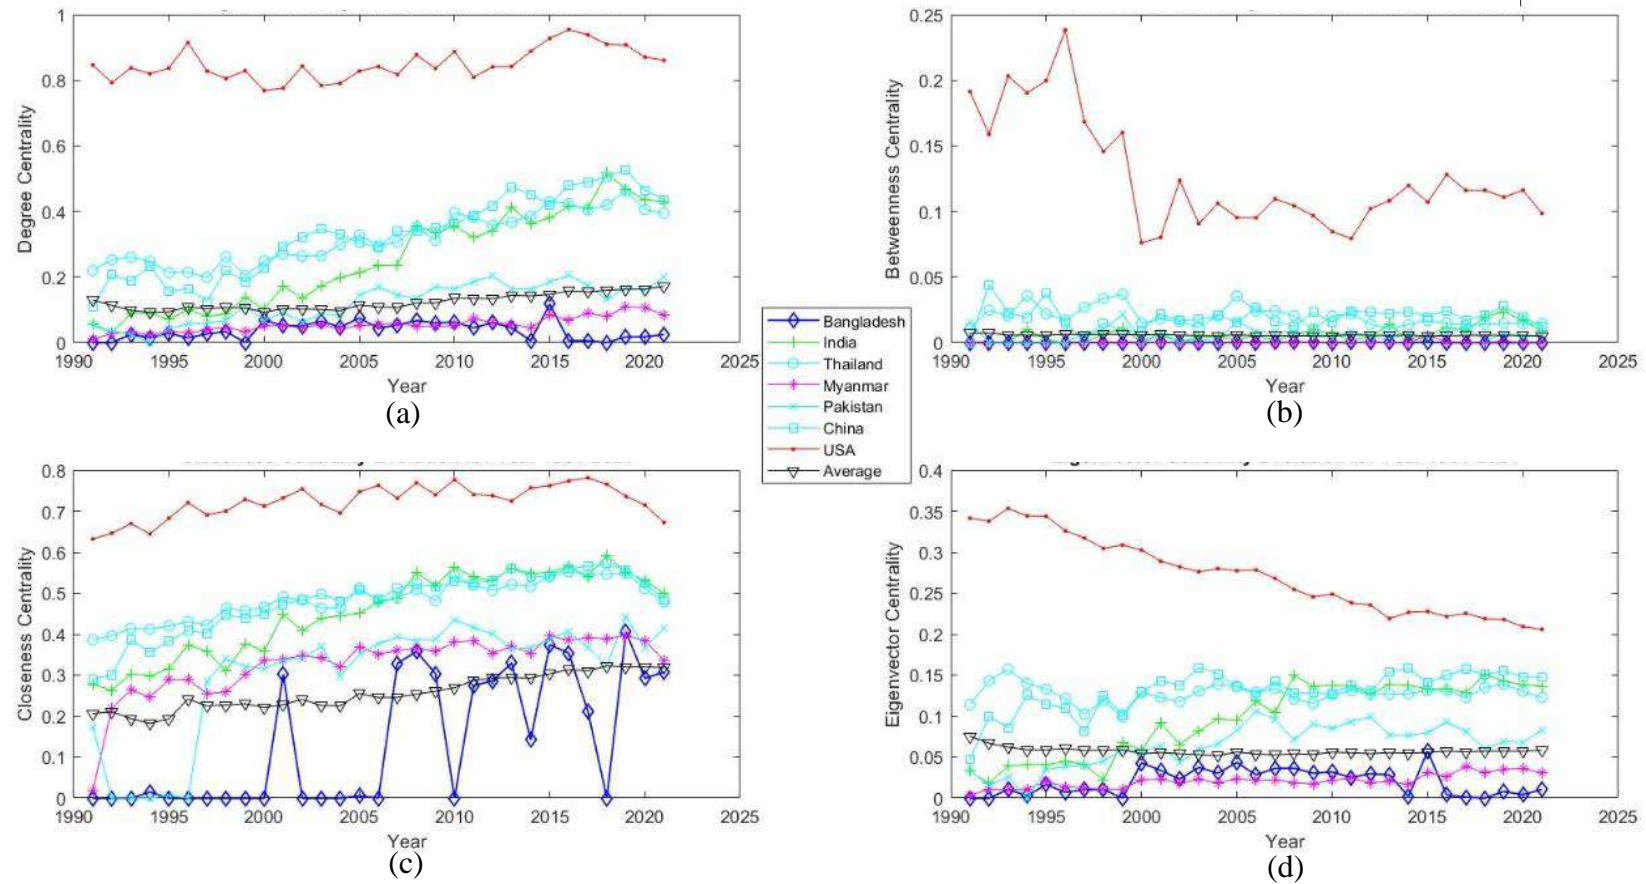 1
0.8
0.6
0.4
0.2
0
Degree Centrality
1990 1995 2000 2005 2010 2015 2020 2025
Year
(a)
0.25
0.2
0.15
0.1
0.05
0
Betweenness Centrality
1990 1995 2000 2005 2010 2015 2020 2025
Year
(b)
Bangladesh
India
Thailand
Myanmar
Pakistan
China
USA
Average
0.8
0.7
0.6
0.5
0.4
0.3
0.2
0.1
0
Closeness Centrality
1990 1995 2000 2005 2010 2015 2020 2025
Year
(c)
0.4
0.35
0.3
0.25
0.2
0.15
0.1
0.05
0
Eigenvector Centrality
1990 1995 2000 2005 2010 2015 2020 2025
Year
(d)